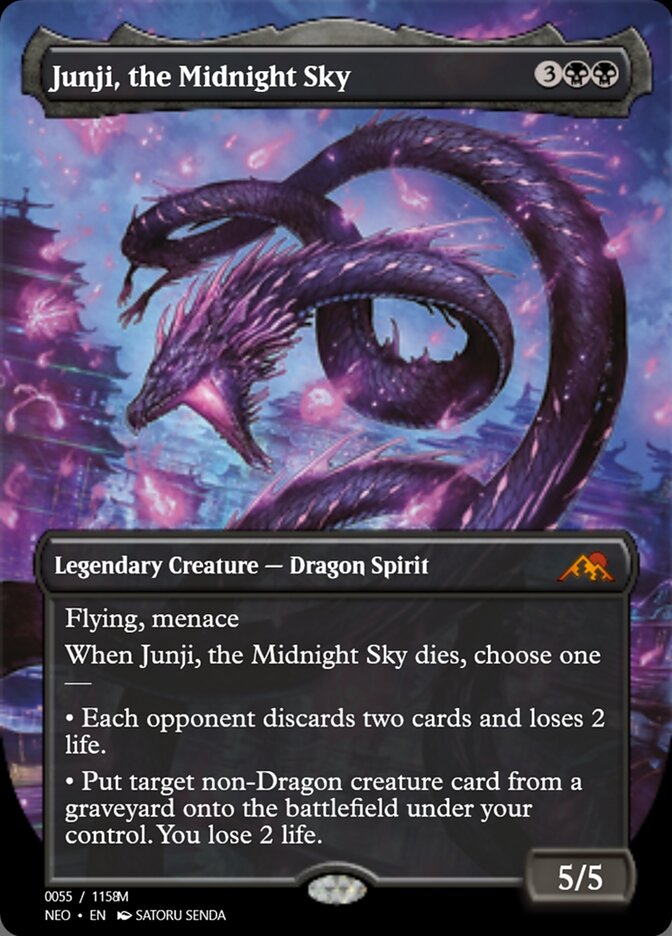 Junji, the Midnight Sky 3
Legendary Creature — Dragon Spirit
Flying, menace
When Junji, the Midnight Sky dies, choose one
—
• Each opponent discards two cards and loses 2
life.
• Put target non-Dragon creature card from a
graveyard onto the battlefield under your
control. You lose 2 life.
5/5
0055 / 1158M
NEO • EN SATORU SENDA